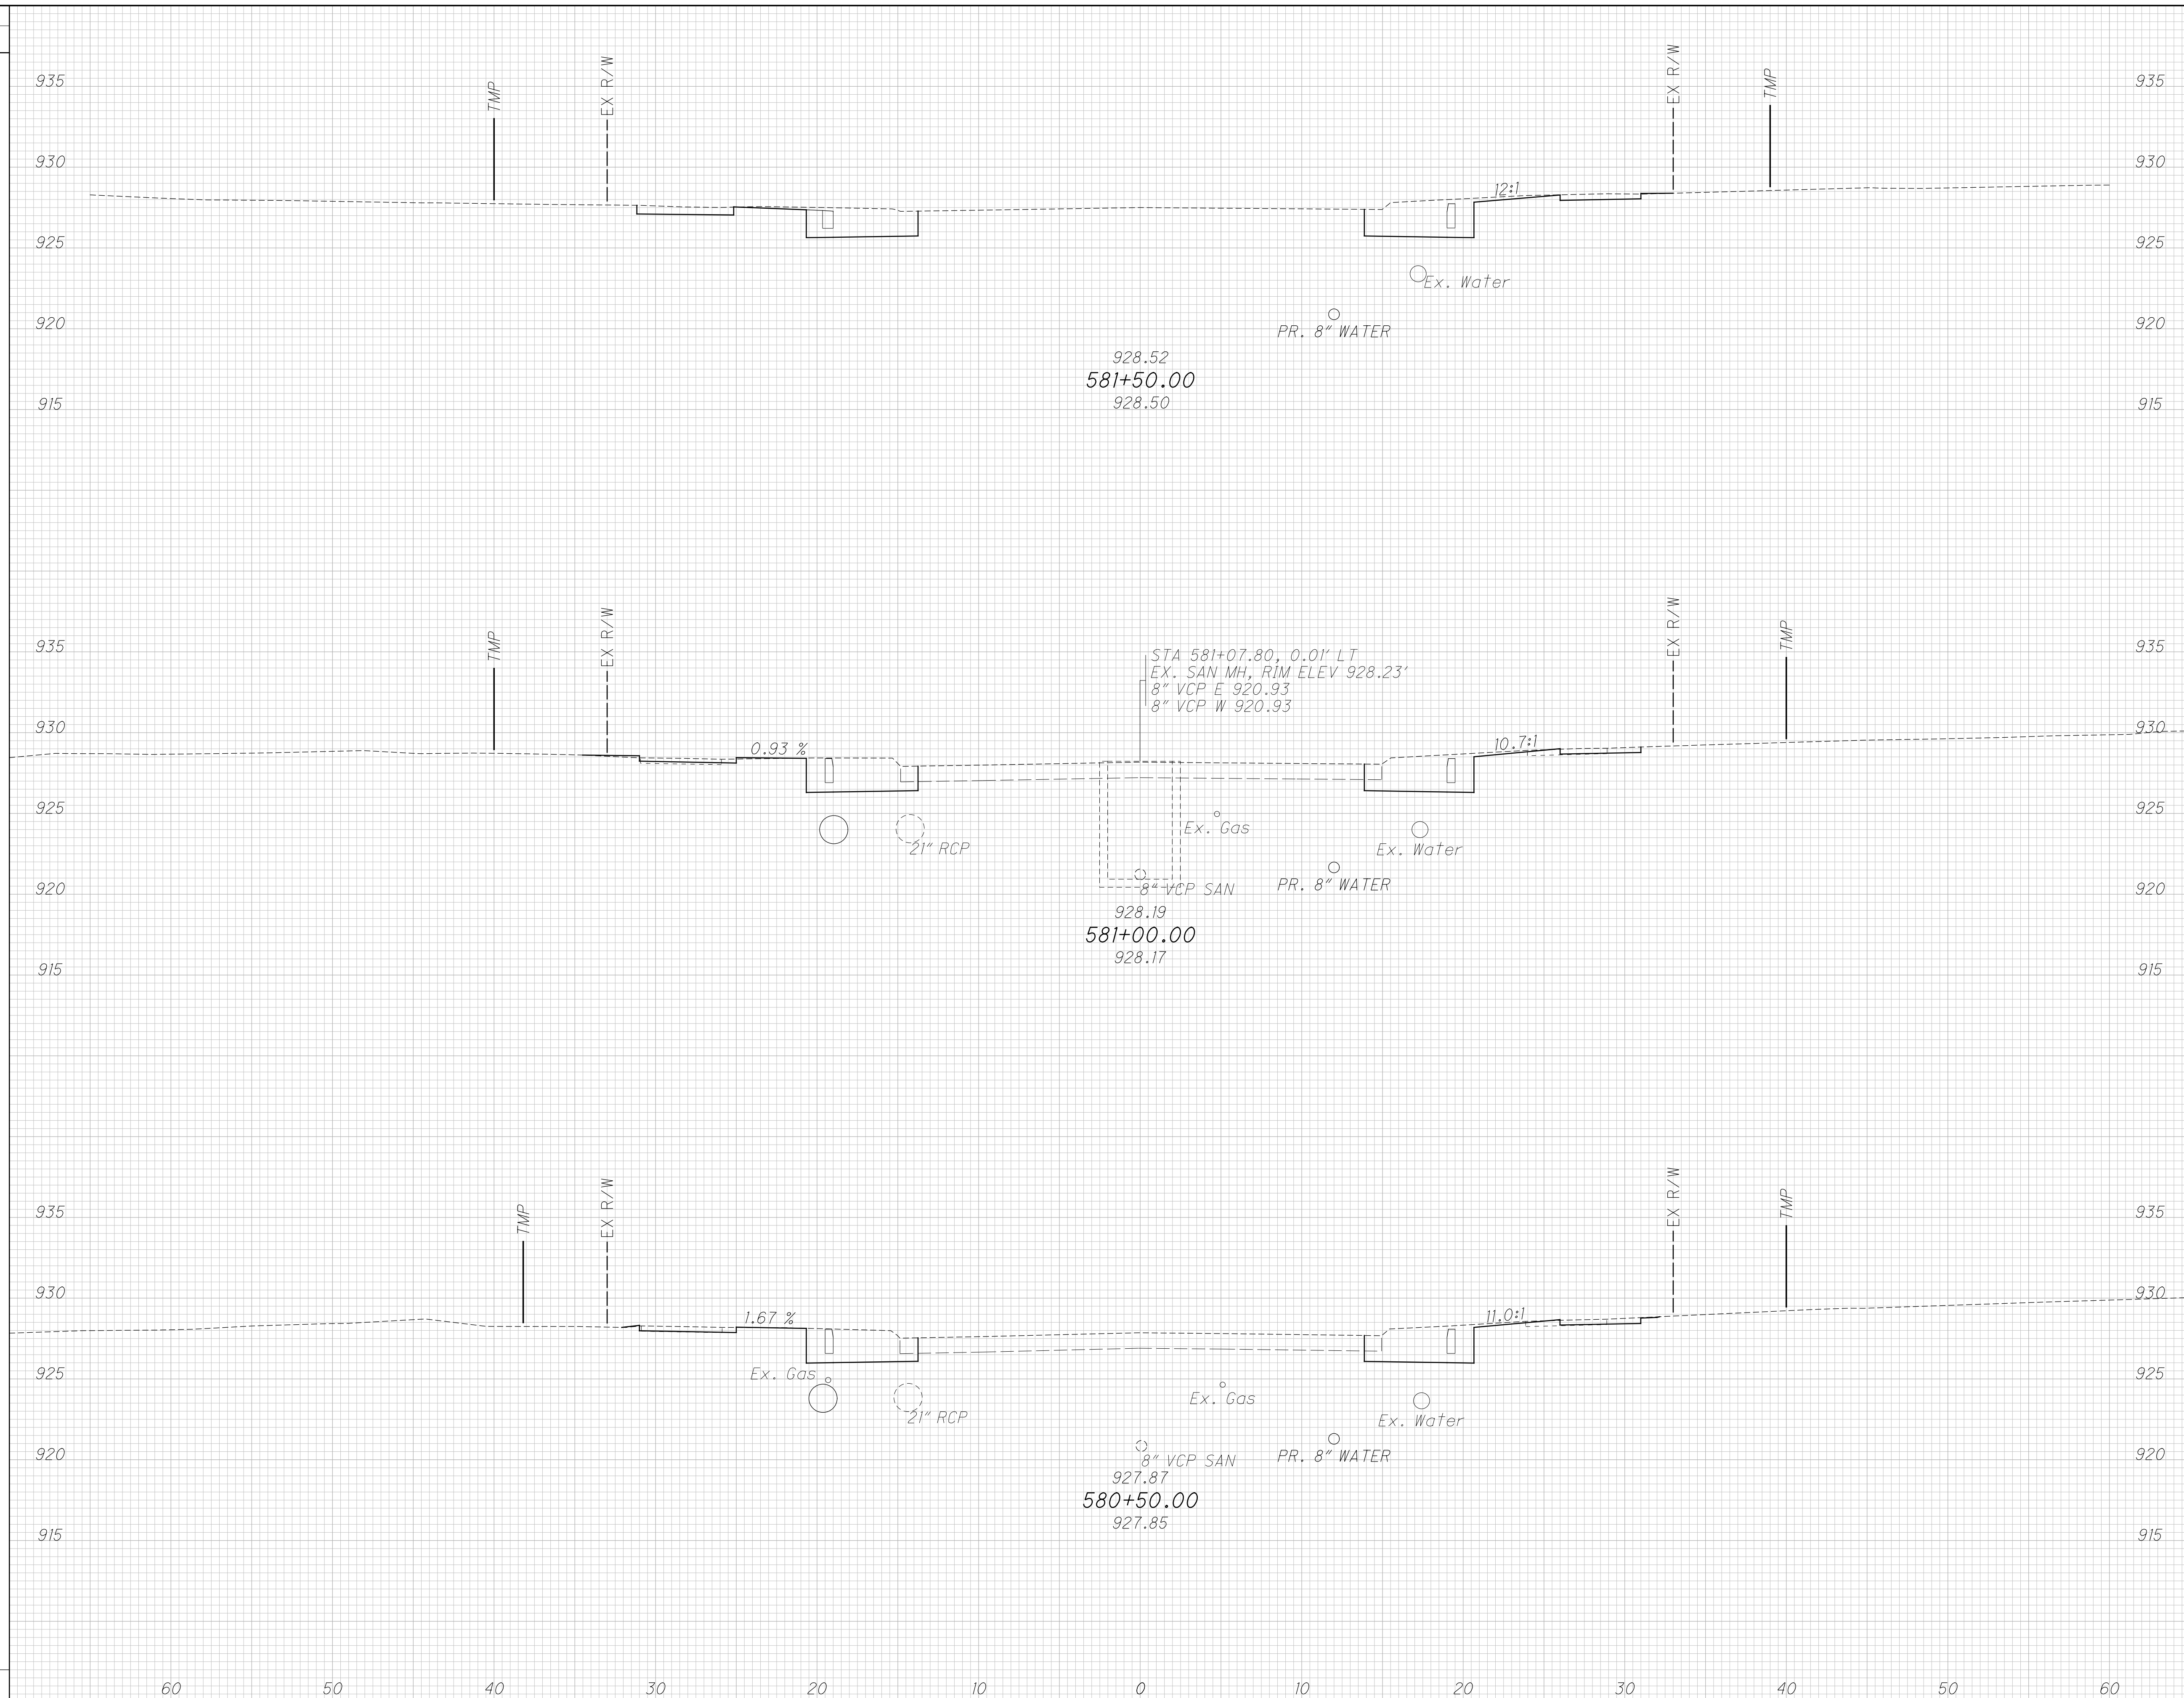 EX R/W
EX R/W
TMP
TMP
935
935
930
930
12:1
925
925
Ex. Water
920
920
PR. 8" WATER
928.52
581+50.00
928.50
915
915
EX R/W
EX R/W
TMP
TMP
935
935
STA 581+07.80, 0.01' LT
EX. SAN MH, RIM ELEV 928.23'
8" VCP E 920.93
8" VCP W 920.93
930
930
0.93 %
10.7:1
925
925
Ex. Gas
21" RCP
Ex. Water
920
920
8" VCP SAN
PR. 8" WATER
928.19
581+00.00
928.17
915
915
EX R/W
EX R/W
TMP
TMP
935
935
930
930
1.67 %
11.0:1
925
925
Ex. Gas
Ex. Gas
21" RCP
Ex. Water
920
920
8" VCP SAN
PR. 8" WATER
927.87
580+50.00
927.85
915
915
60 50 40 30 20 10 0 10 20 30 40 50 60